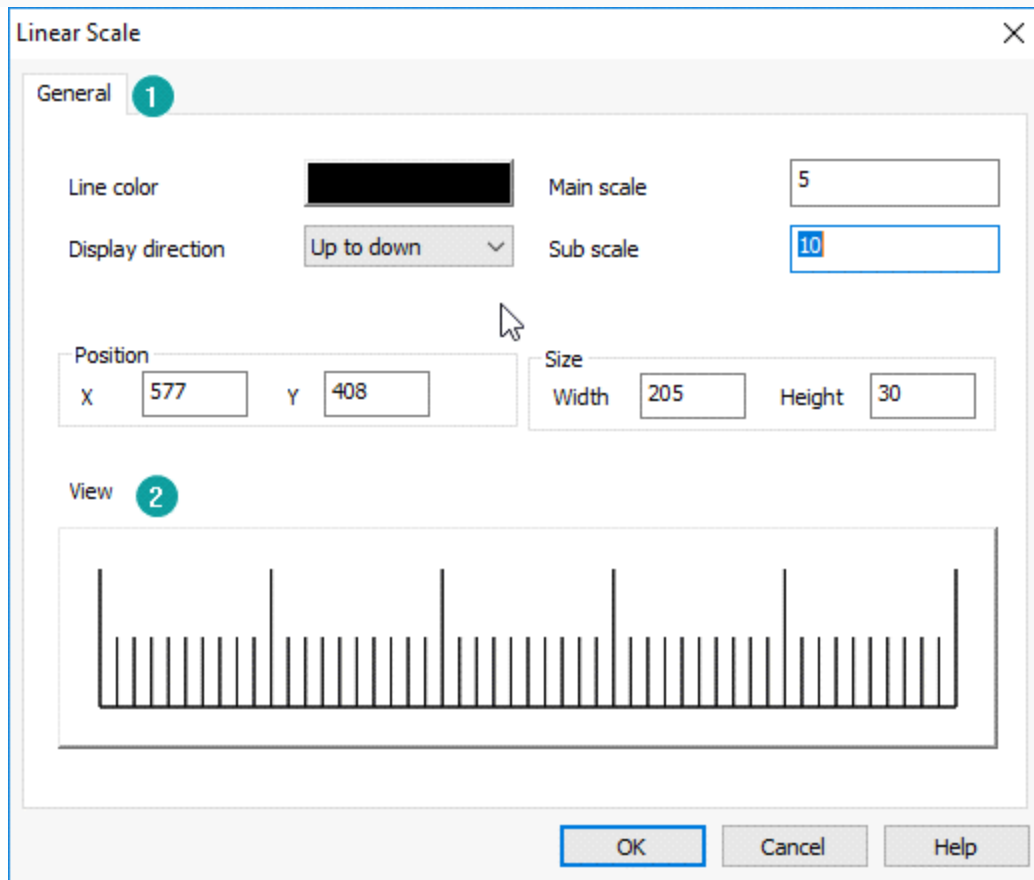 Linear Scale
General 1
Line color Main scale 5
Display direction Up to down Sub scale 10
Position Size
X 577 Y 408 Width 205 Height 30
View 2
OK Cancel Help